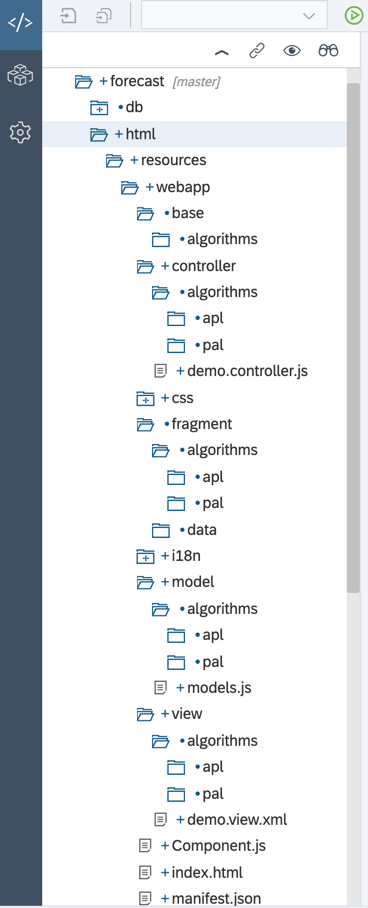 </>
+ forecast [master]
• db
+ html
+ resources
+ webapp
• base
• algorithms
+ controller
• algorithms
• apl
• pal
+ demo.controller.js
+ css
• fragment
• algorithms
• apl
• pal
• data
+ i18n
+ model
• algorithms
• apl
• pal
+ models.js
+ view
• algorithms
• apl
• pal
+ demo.view.xml
+ Component.js
+ index.html
+ manifest.json